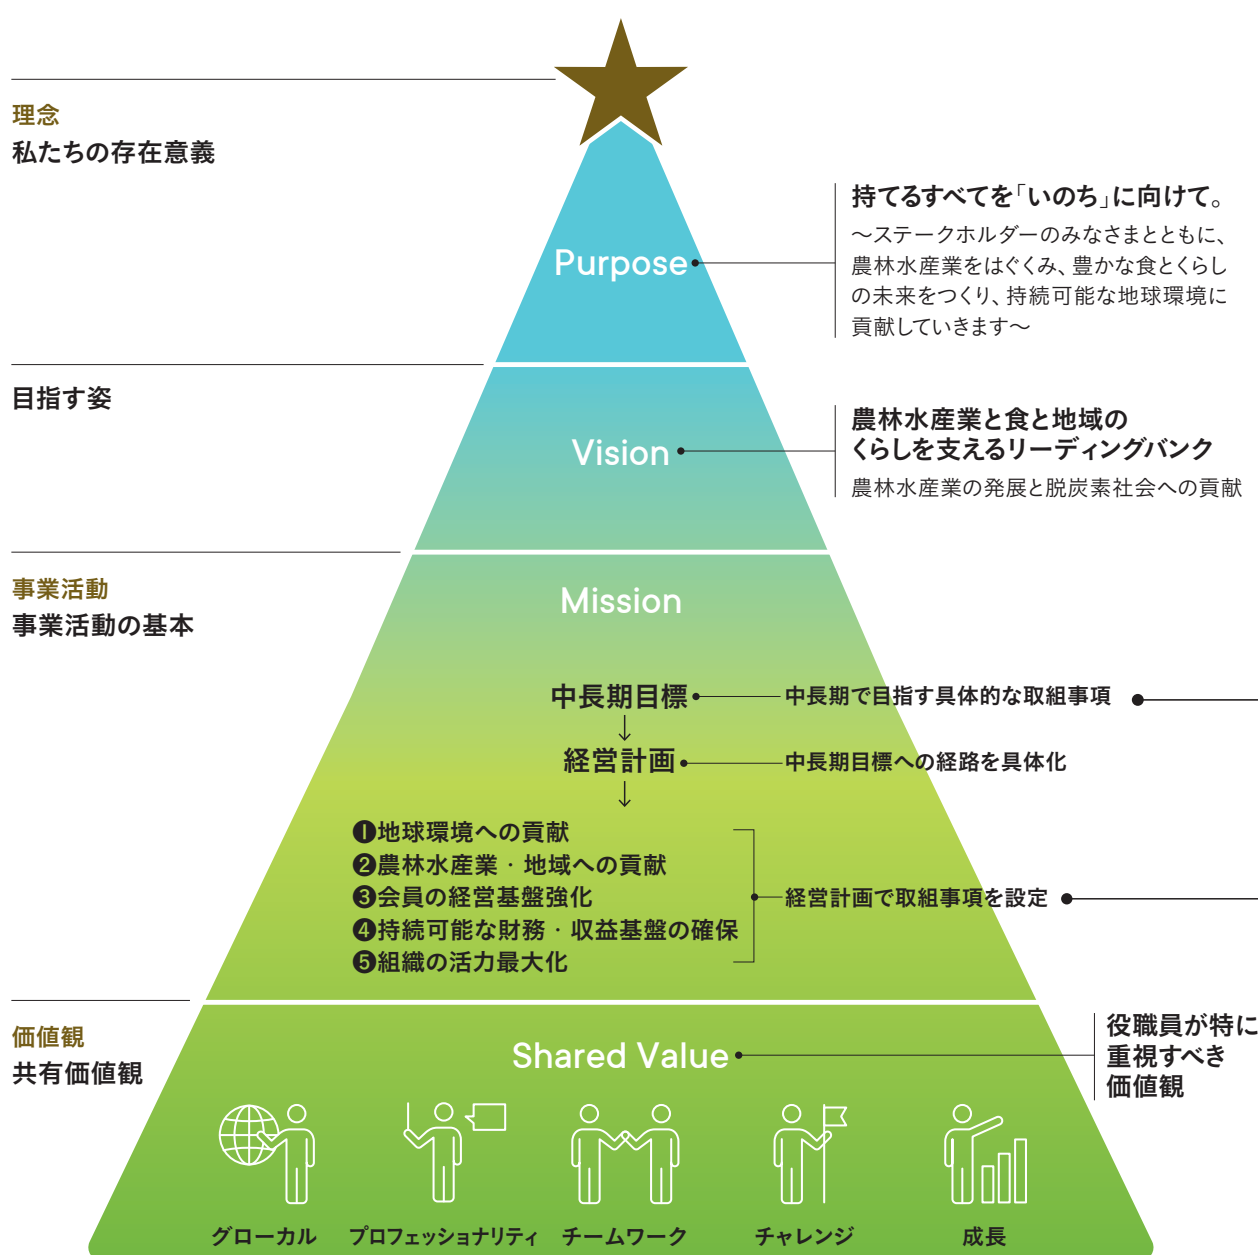 理念
私たちの存在意義
Purpose
持てるすべてを「いのち」に向けて。
～ステークホルダーのみなさまとともに、
農林水産業をはぐくみ、豊かな食とくらし
の未来をつくり、持続可能な地球環境に
貢献していきます～
目指す姿
Vision
農林水産業と食と地域の
くらしを支えるリーディングバンク
農林水産業の発展と脱炭素社会への貢献
事業活動
事業活動の基本
Mission
中長期目標
中長期で目指す具体的な取組事項
経営計画
中長期目標への経路を具体化
❶地球環境への貢献
❷農林水産業・地域への貢献
❸会員の経営基盤強化
❹持続可能な財務・収益基盤の確保
❺組織の活力最大化
経営計画で取組事項を設定
価値観
共有価値観
Shared Value
役職員が特に
重視すべき
価値観
グローカル
プロフェッショナリティ
チームワーク
チャレンジ
成長